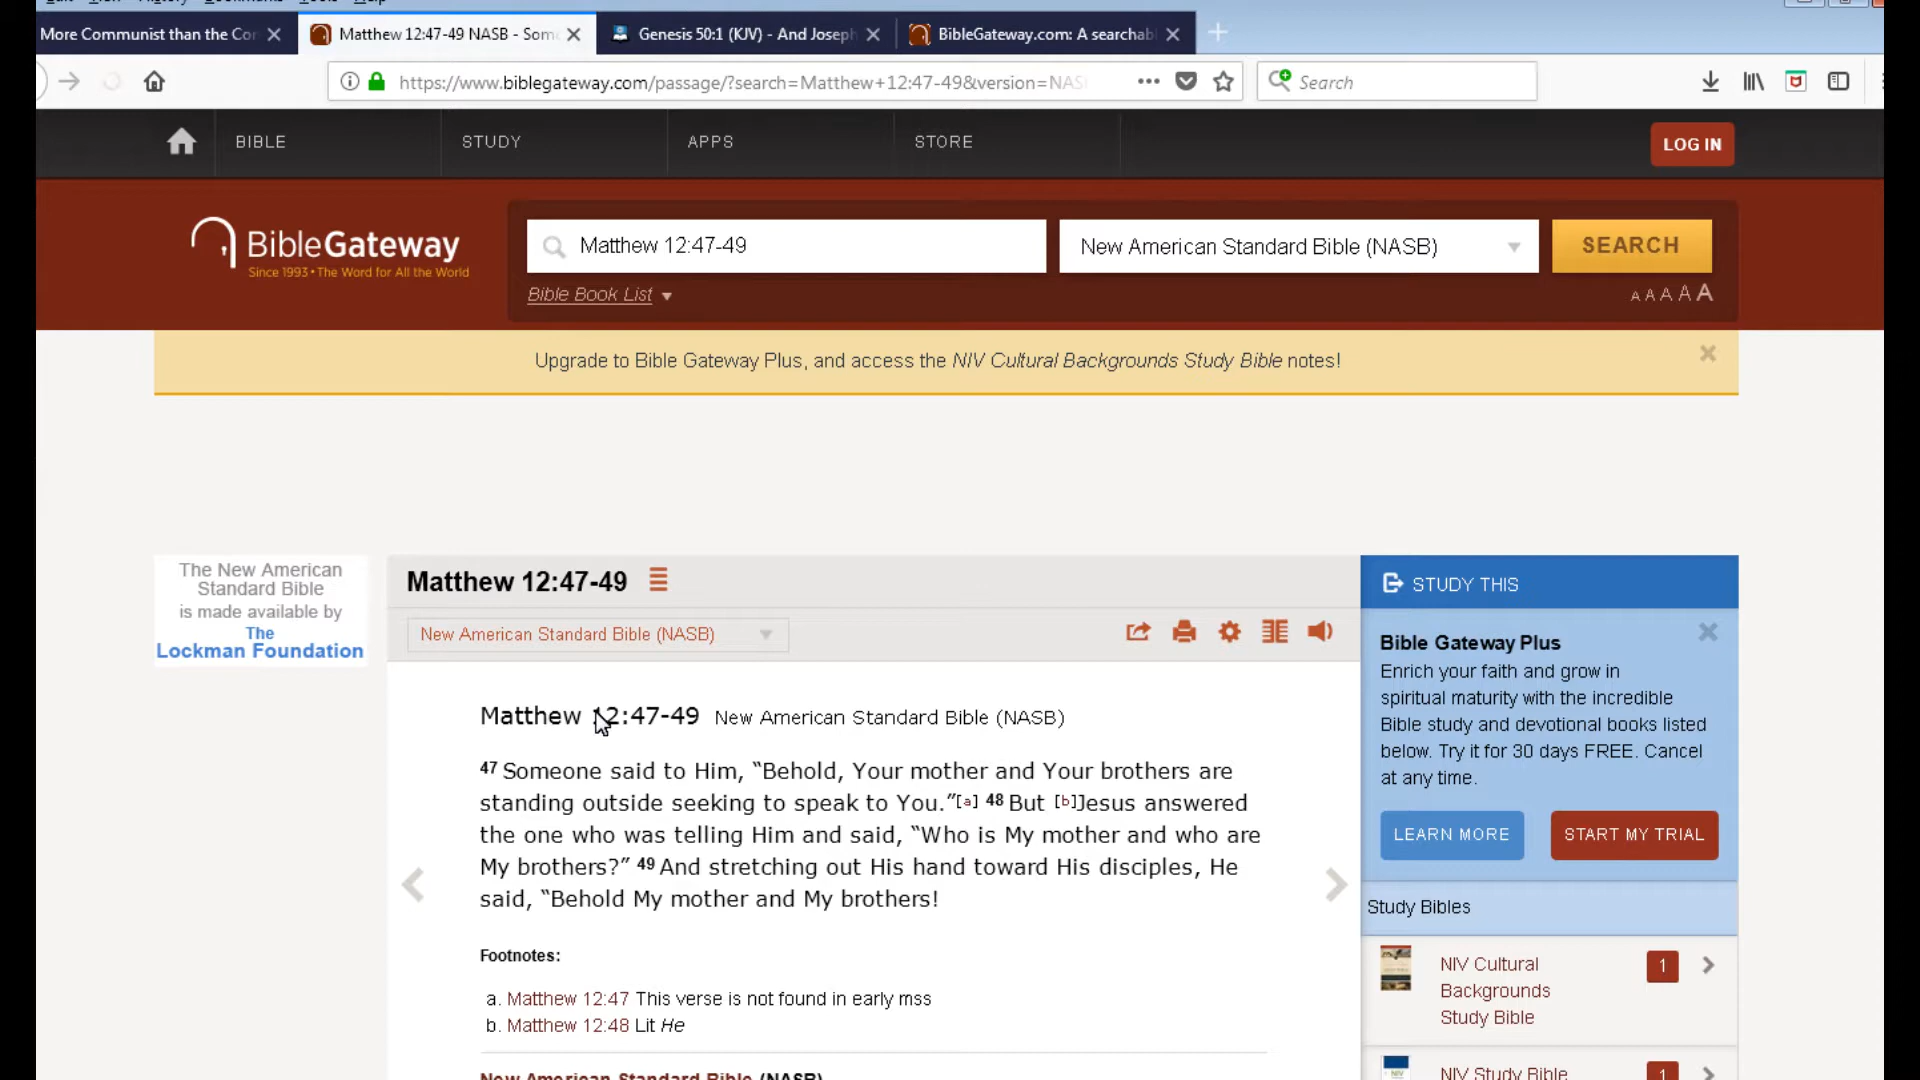 More Communist than the Co
Matthew 12:47-49 NASB - Som
Genesis 50:1 (KJV) - And Joseph
BibleGateway.com: A searchabl
https://www.biblegateway.com/passage/?search=Matthew+12:47-49&version=NAS
Search
BIBLE
STUDY
APPS
STORE
LOG IN
BibleGateway
Since 1993 • The Word for All the World
Matthew 12:47-49
New American Standard Bible (NASB)
SEARCH
Bible Book List
A A A A A
Upgrade to Bible Gateway Plus, and access the NIV Cultural Backgrounds Study Bible notes!
The New American
Standard Bible
is made available by
The
Lockman Foundation
Matthew 12:47-49
New American Standard Bible (NASB)
Matthew 12:47-49 New American Standard Bible (NASB)
47 Someone said to Him, “Behold, Your mother and Your brothers are
standing outside seeking to speak to You.”[a] 48 But [b]Jesus answered
the one who was telling Him and said, “Who is My mother and who are
My brothers?” 49 And stretching out His hand toward His disciples, He
said, “Behold My mother and My brothers!
Footnotes:
a. Matthew 12:47 This verse is not found in early mss
b. Matthew 12:48 Lit He
New American Standard Bible (NASB)
STUDY THIS
Bible Gateway Plus
Enrich your faith and grow in
spiritual maturity with the incredible
Bible study and devotional books listed
below. Try it for 30 days FREE. Cancel
at any time.
LEARN MORE
START MY TRIAL
Study Bibles
NIV Cultural
Backgrounds
Study Bible
1
NIV Study Bible
1